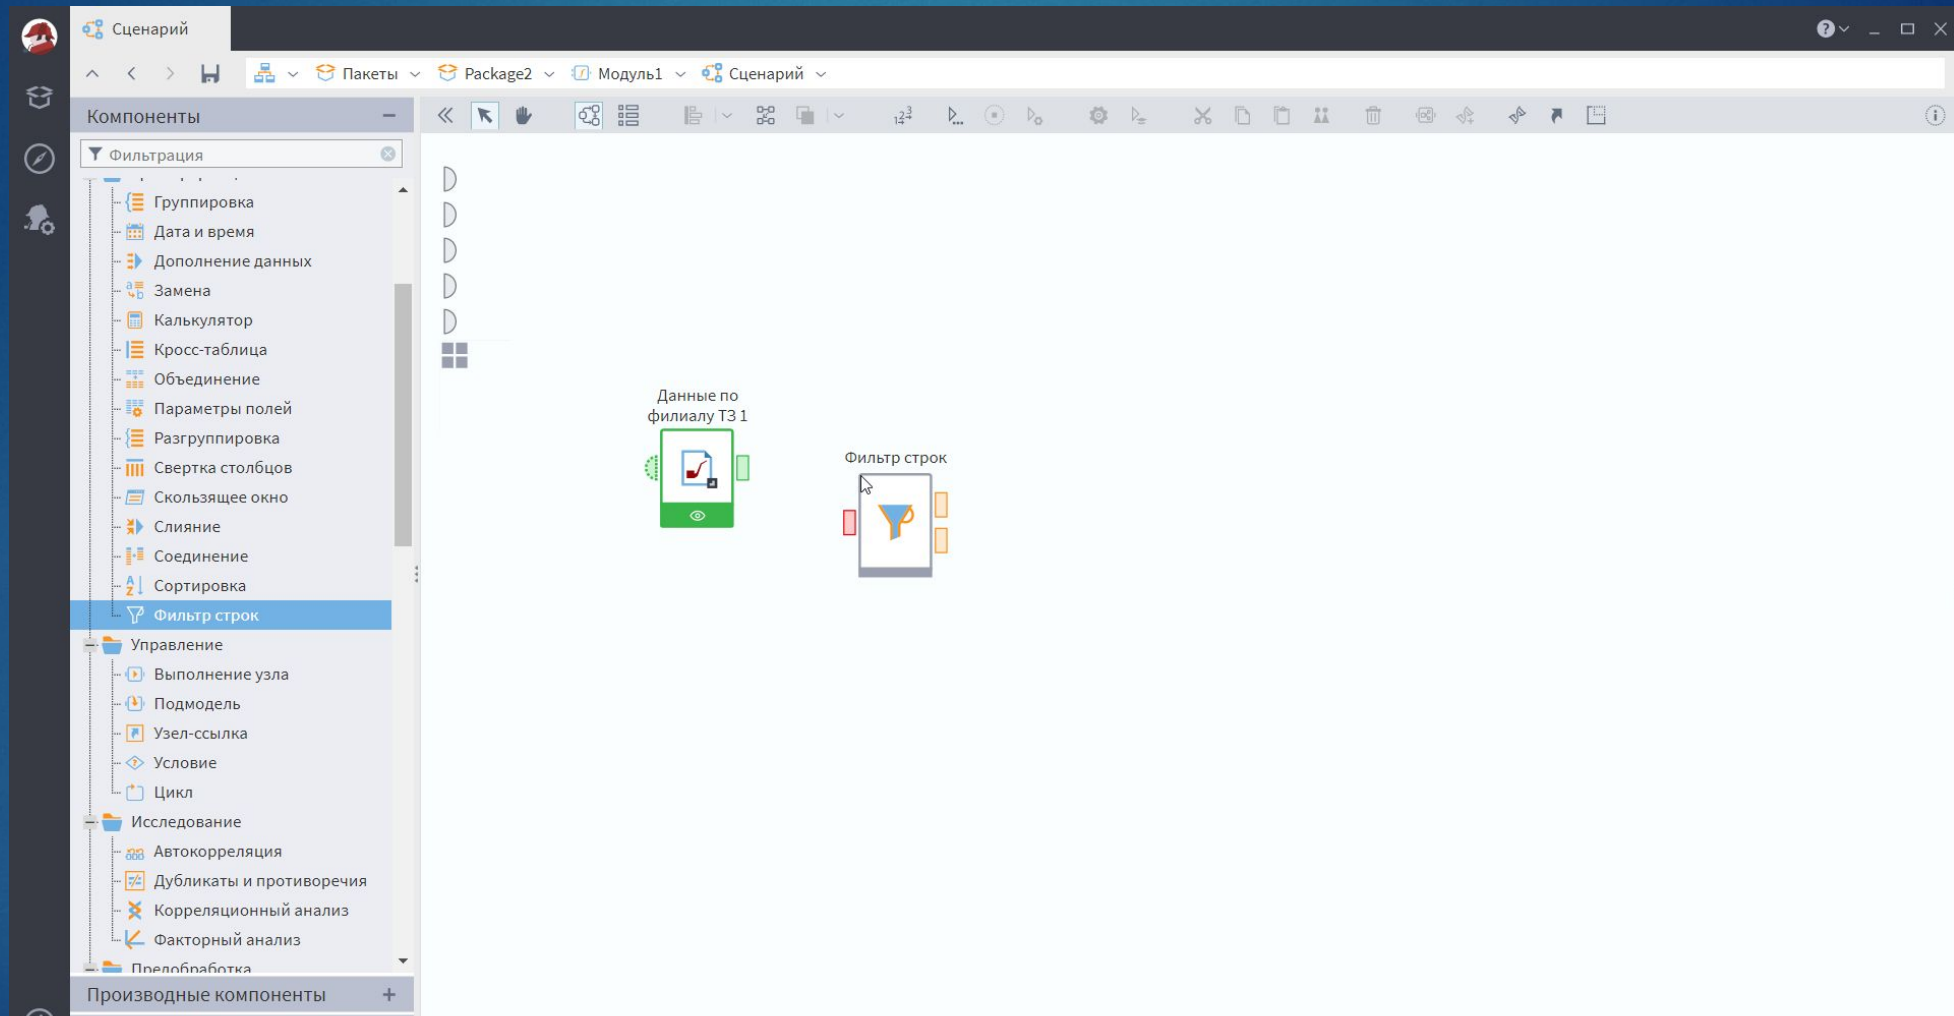 Сценарий
Пакеты
Package2
Модуль1
Сценарий
Компоненты
Фильтрация
Группировка
Дата и время
Дополнение данных
Замена
Калькулятор
Кросс-таблица
Объединение
Параметры полей
Разгруппировка
Свертка столбцов
Скользящее окно
Слияние
Соединение
Сортировка
Фильтр строк
Управление
Выполнение узла
Подмодель
Узел-ссылка
Условие
Цикл
Исследование
Автокорреляция
Дубликаты и противоречия
Корреляционный анализ
Факторный анализ
Предобработка
Производные компоненты
Данные по
филиалу ТЗ 1
Фильтр строк